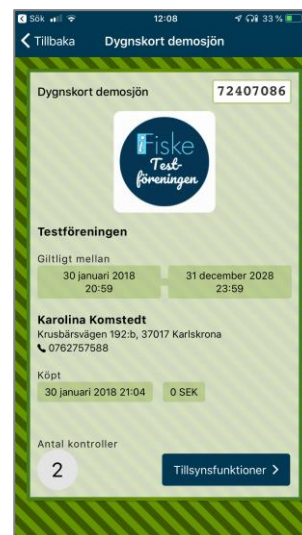 Sök 12:08 33 %
Tillbaka Dygnskort demosjön
Dygnskort demosjön 72407086
iFiske
Test-
föreningen
Testföreningen
Giltligt mellan
30 januari 2018 31 december 2028
20:59 23:59
Karolina Komstedt
Krusbärsvägen 192:b, 37017 Karlskrona
0762757588
Köpt
30 januari 2018 21:04 0 SEK
Antal kontroller
2 Tillsynsfunktioner >